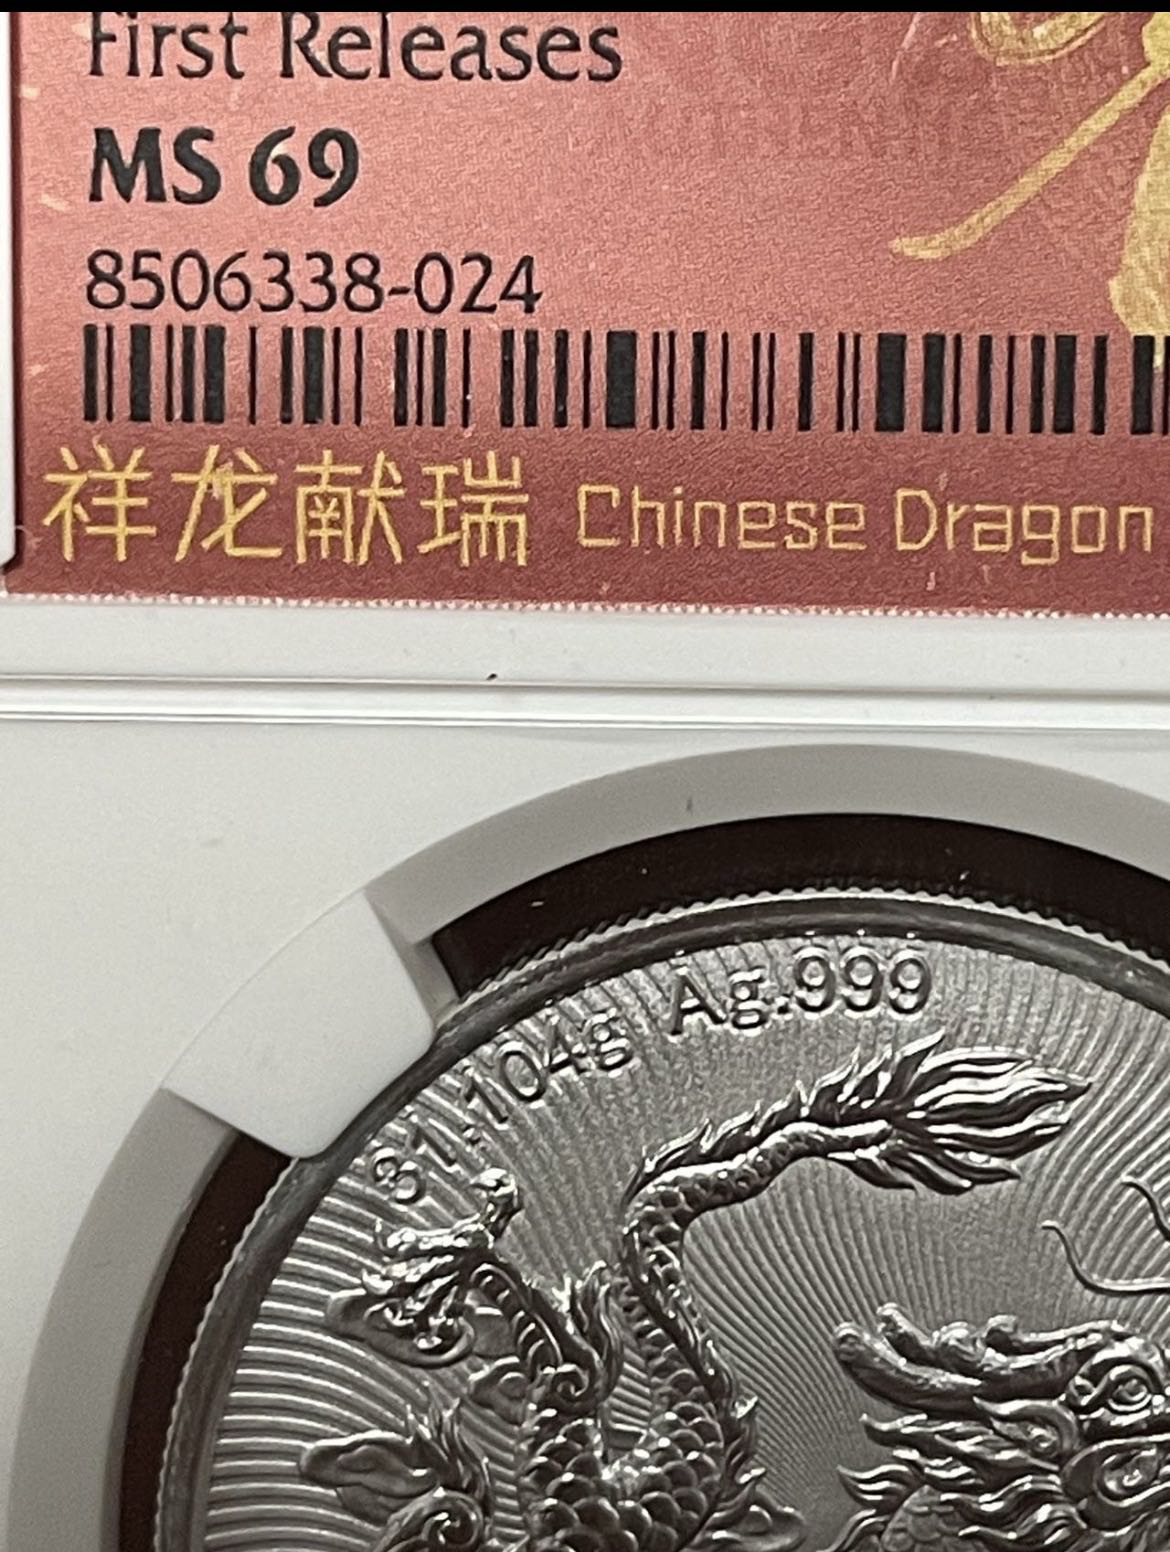 First Releases
MS 69
8506338-024
祥龙献瑞 Chinese Dragon
31.104g Ag.999